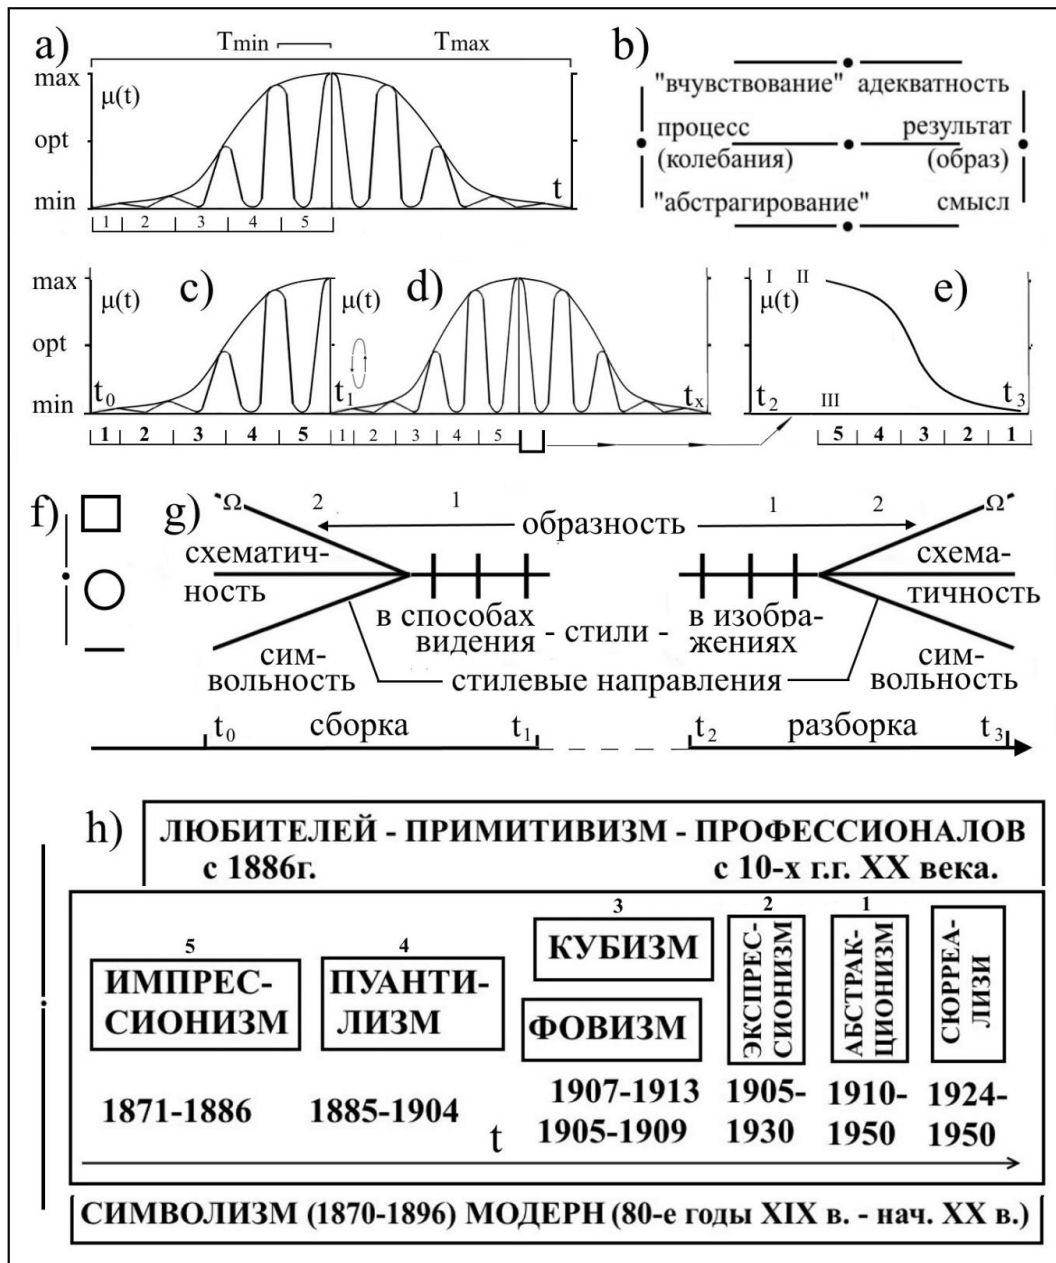 a)
Tmin
Tmax
max
μ(t)
opt
min
t
1 2 3 4 5
b)
"вчувствование" адекватность
процесс результат
(колебания) (образ)
"абстрагирование" смысл
c)
max
μ(t)
opt
min
t0
1 2 3 4 5
d)
μ(t)
t1
tx
1 2 3 4 5
e)
I II
μ(t)
t2
III
t3
5 4 3 2 1
f)
g)
Ω 2 1 1 2 Ω
образность
схематич-
ность
схема-
тичность
в способах
видения
- стили -
в изобра-
жениях
сим-
вольность
стилевые направления
сим-
вольность
t0 сборка t1 t2 разборка t3
h)
ЛЮБИТЕЛЕЙ - ПРИМИТИВИЗМ - ПРОФЕССИОНАЛОВ
с 1886г. с 10-х г.г. XX века.
5
ИМПРЕС-
СИОНИЗМ
1871-1886
4
ПУАНТИ-
ЛИЗМ
1885-1904
3
КУБИЗМ
ФОВИЗМ
1907-1913
1905-1909
2
ЭКСПРЕС-
СИОНИЗМ
1905-
1930
1
АБСТРАК-
ЦИОНИЗМ
1910-
1950
СЮРРЕА-
ЛИЗИ
1924-
1950
t
СИМВОЛИЗМ (1870-1896) МОДЕРН (80-е годы XIX в. - нач. XX в.)